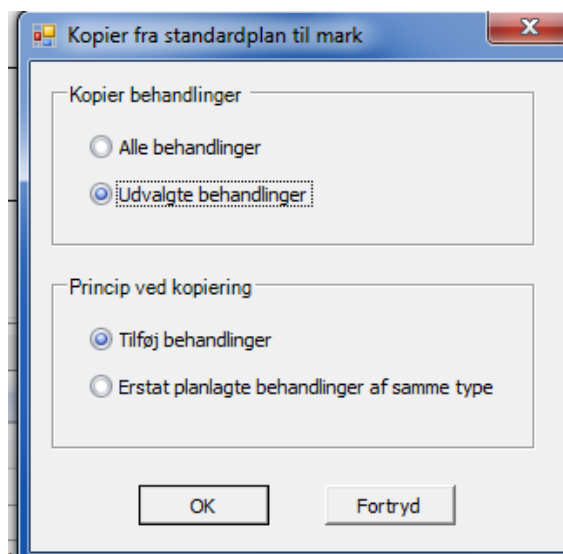 Kopier fra standardplan til mark
Kopier behandlinger
Alle behandlinger
Udvalgte behandlinger
Princip ved kopiering
Tilføj behandlinger
Erstat planlagte behandlinger af samme type
OK
Fortryd